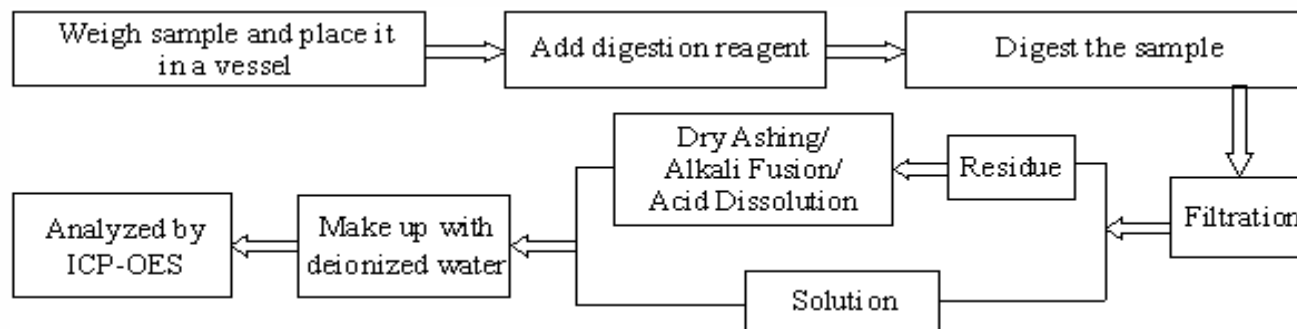 Weigh sample and place it
in a vessel
Add digestion reagent
Digest the sample
Filtration
Residue
Dry Ashing/
Alkali Fusion/
Acid Dissolution
Solution
Make up with
deionized water
Analyzed by
ICP-OES